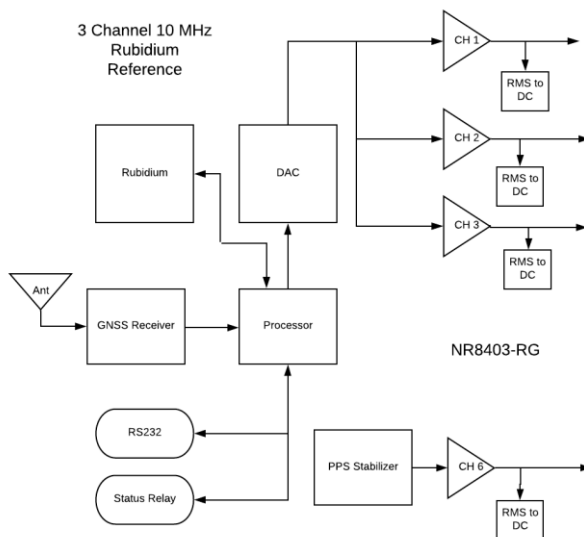 3 Channel 10 MHz
Rubidium
Reference
CH 1
RMS to
DC
Rubidium
DAC
CH 2
RMS to
DC
CH 3
RMS to
DC
Ant
GNSS Receiver
Processor
NR8403-RG
RS232
Status Relay
PPS Stabilizer
CH 6
RMS to
DC